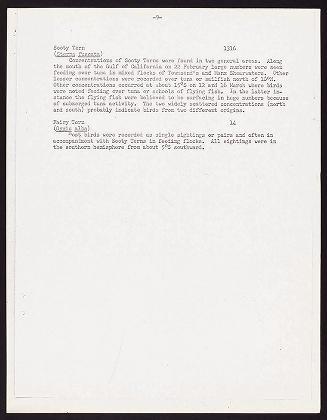 -9-
Sooty Tern 1316
(Sterna fuscata)
Concentrations of Sooty Terns were found in two general areas. Along
the mouth of the Gulf of California on 22 February large numbers were seen
feeding over tuna in mixed flocks of Townsend's and Manx Shearwaters. Other
lesser concentrations were recorded over tuna or sailfish north of 10°N.
Other concentrations occurred at about 15°S on 12 and 16 March where birds
were noted feeding over tuna or schools of flying fish. In the latter in-
stance the flying fish were believed to be surfacing in huge numbers because
of submerged tuna activity. The two widely scattered concentrations (north
and south) probably indicate birds from two different origins.
Fairy Tern 14
(Gygis alba)
Most birds were recorded as single sightings or pairs and often in
accompaniment with Sooty Terns in feeding flocks. All sightings were in
the southern hemisphere from about 5°S southward.